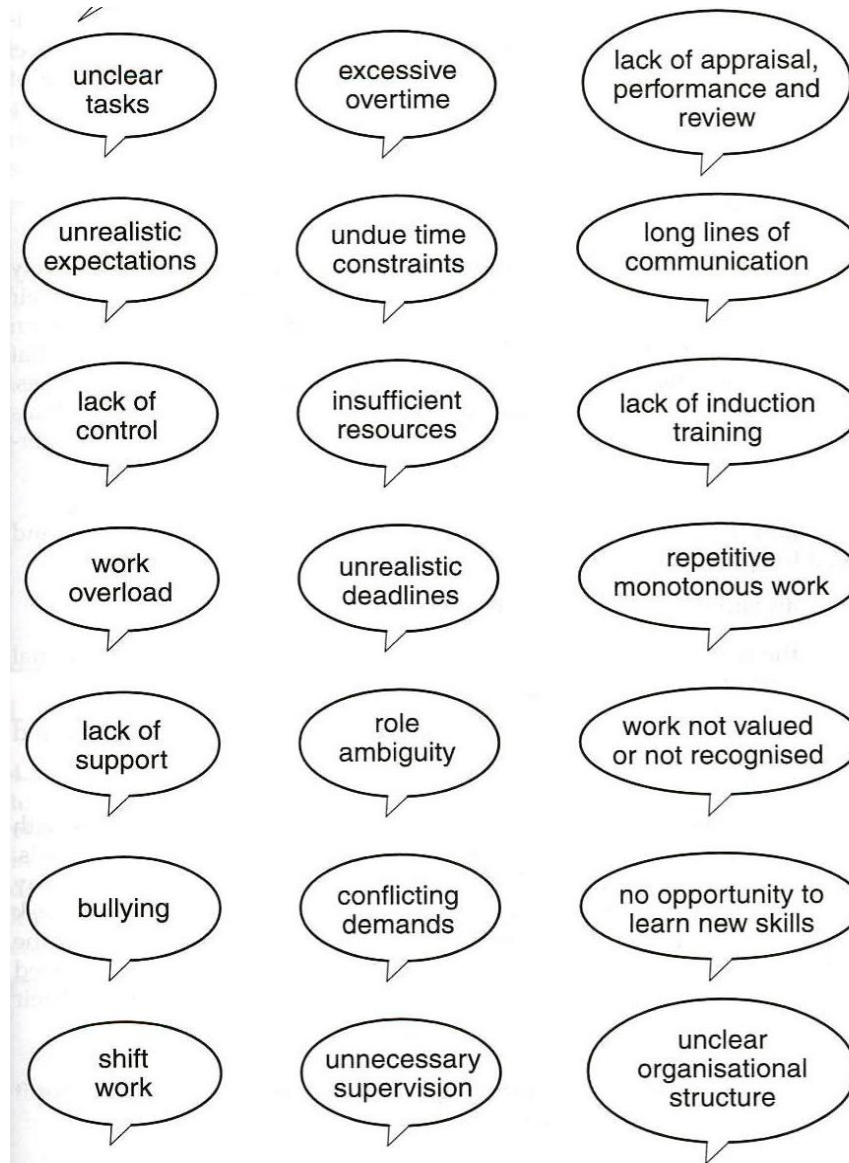 unclear
tasks
excessive
overtime
lack of appraisal,
performance and
review
unrealistic
expectations
undue time
constraints
long lines of
communication
lack of
control
insufficient
resources
lack of induction
training
work
overload
unrealistic
deadlines
repetitive
monotonous work
lack of
support
role
ambiguity
work not valued
or not recognised
bullying
conflicting
demands
no opportunity to
learn new skills
shift
work
unnecessary
supervision
unclear
organisational
structure